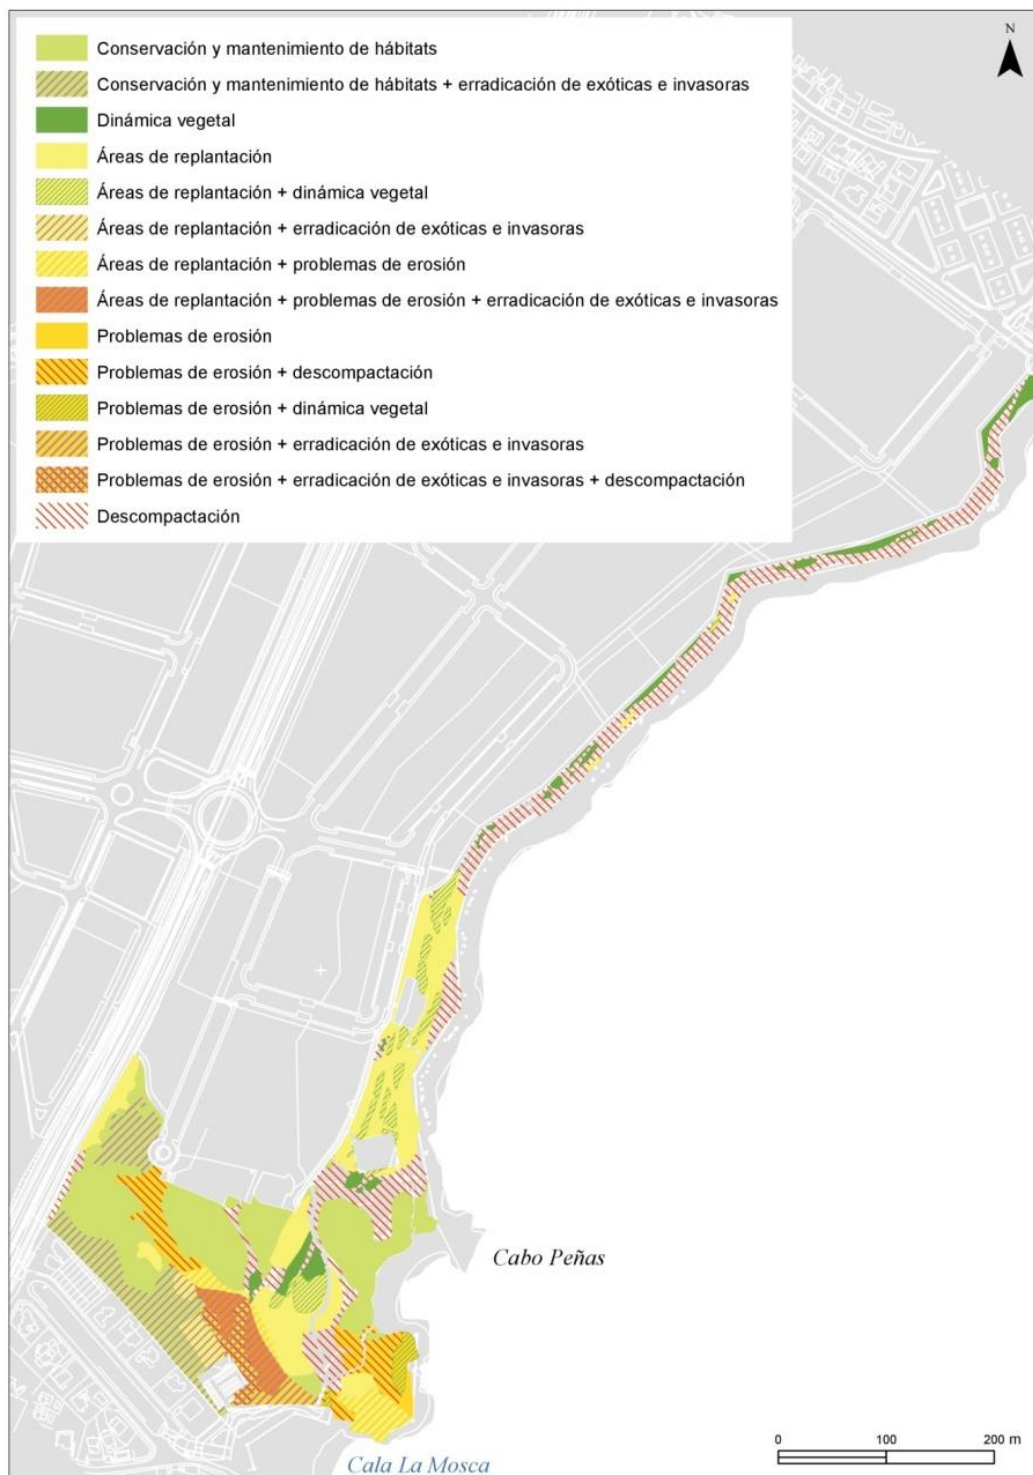 N
Conservación y mantenimiento de hábitats
Conservación y mantenimiento de hábitats + erradicación de exóticas e invasoras
Dinámica vegetal
Áreas de replantación
Áreas de replantación + dinámica vegetal
Áreas de replantación + erradicación de exóticas e invasoras
Áreas de replantación + problemas de erosión
Áreas de replantación + problemas de erosión + erradicación de exóticas e invasoras
Problemas de erosión
Problemas de erosión + descompactación
Problemas de erosión + dinámica vegetal
Problemas de erosión + erradicación de exóticas e invasoras
Problemas de erosión + erradicación de exóticas e invasoras + descompactación
Descompactación
Cabo Peñas
Cala La Mosca
0 100 200 m